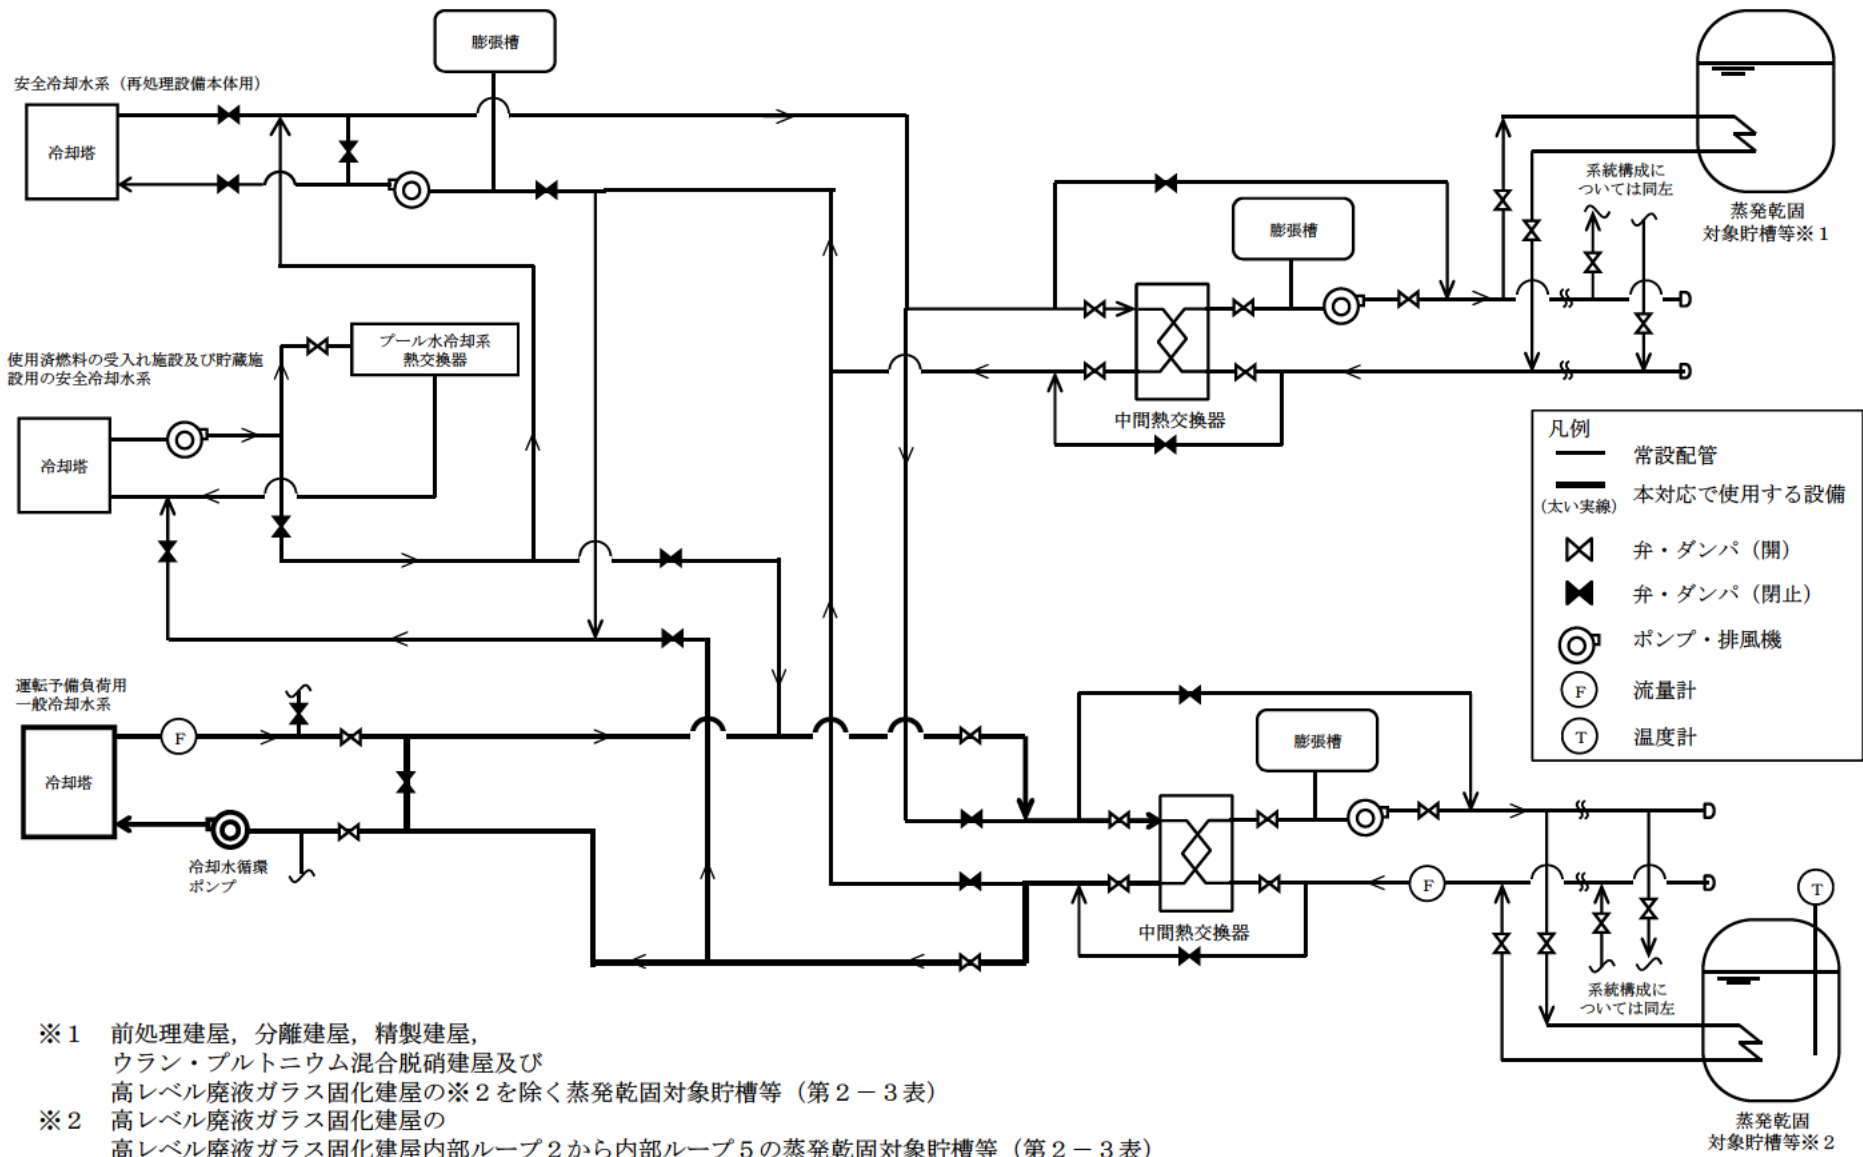 膨張槽
安全冷却水系（再処理設備本体用）
冷却塔
系統構成に
ついては同左
蒸発乾固
対象貯槽等※１
膨張槽
使用済燃料の受入れ施設及び貯蔵施
設用の安全冷却水系
プール水冷却系
熱交換器
冷却塔
中間熱交換器
凡例
常設配管
本対応で使用する設備
（太い実線）
弁・ダンパ（開）
弁・ダンパ（閉止）
ポンプ・排風機
F
流量計
T
温度計
運転予備負荷用
一般冷却水系
F
冷却塔
冷却水循環
ポンプ
膨張槽
中間熱交換器
F
T
系統構成に
ついては同左
蒸発乾固
対象貯槽等※２
※１　前処理建屋，分離建屋，精製建屋，
ウラン・プルトニウム混合脱硝建屋及び
高レベル廃液ガラス固化建屋の※２を除く蒸発乾固対象貯槽等（第２－３表）
※２　高レベル廃液ガラス固化建屋の
高レベル廃液ガラス固化建屋内部ループ２から内部ループ５の蒸発乾固対象貯槽等（第２－３表）